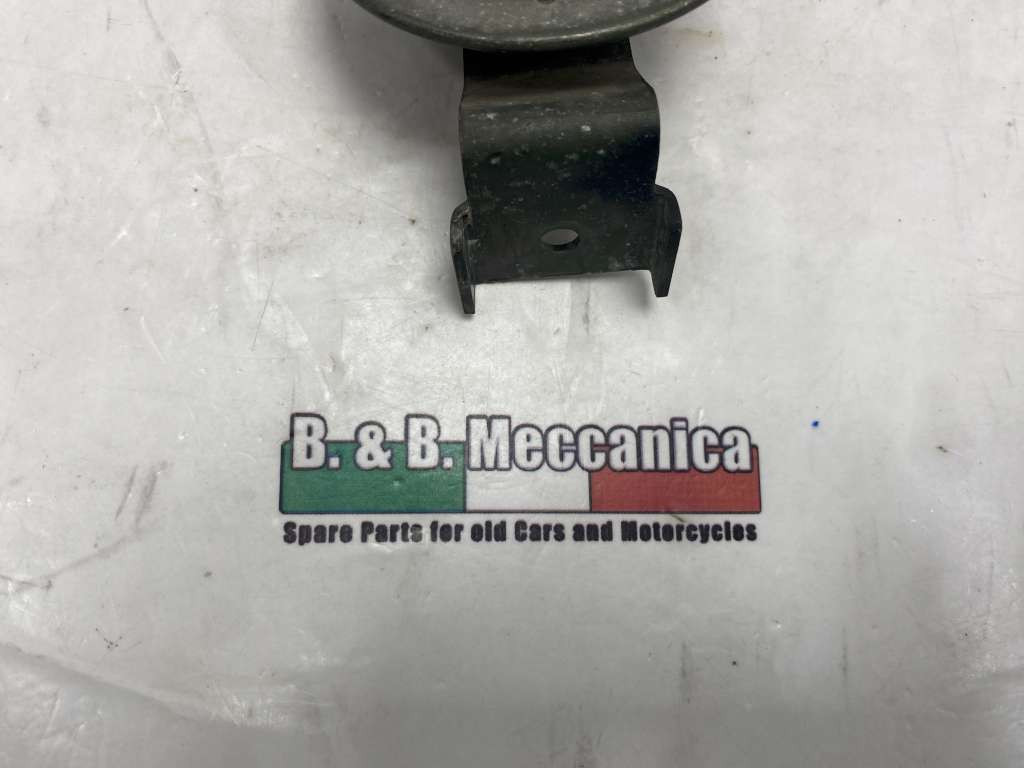 B. & B. Meccanica
Spare Parts for old Cars and Motorcycles